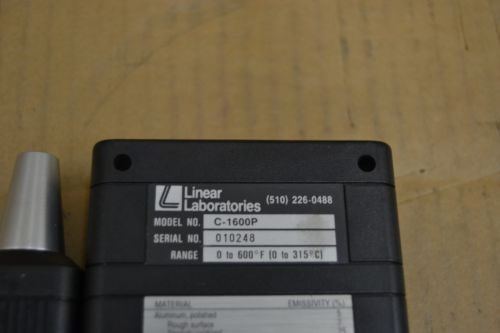 Linear
Laboratories
(510) 226-0488
MODEL NO. C-1600P
SERIAL NO. 010248
RANGE 0 to 600°F (0 to 315°C)
MATERIAL EMISSIVITY (%)
Aluminum, polished
Rough surface